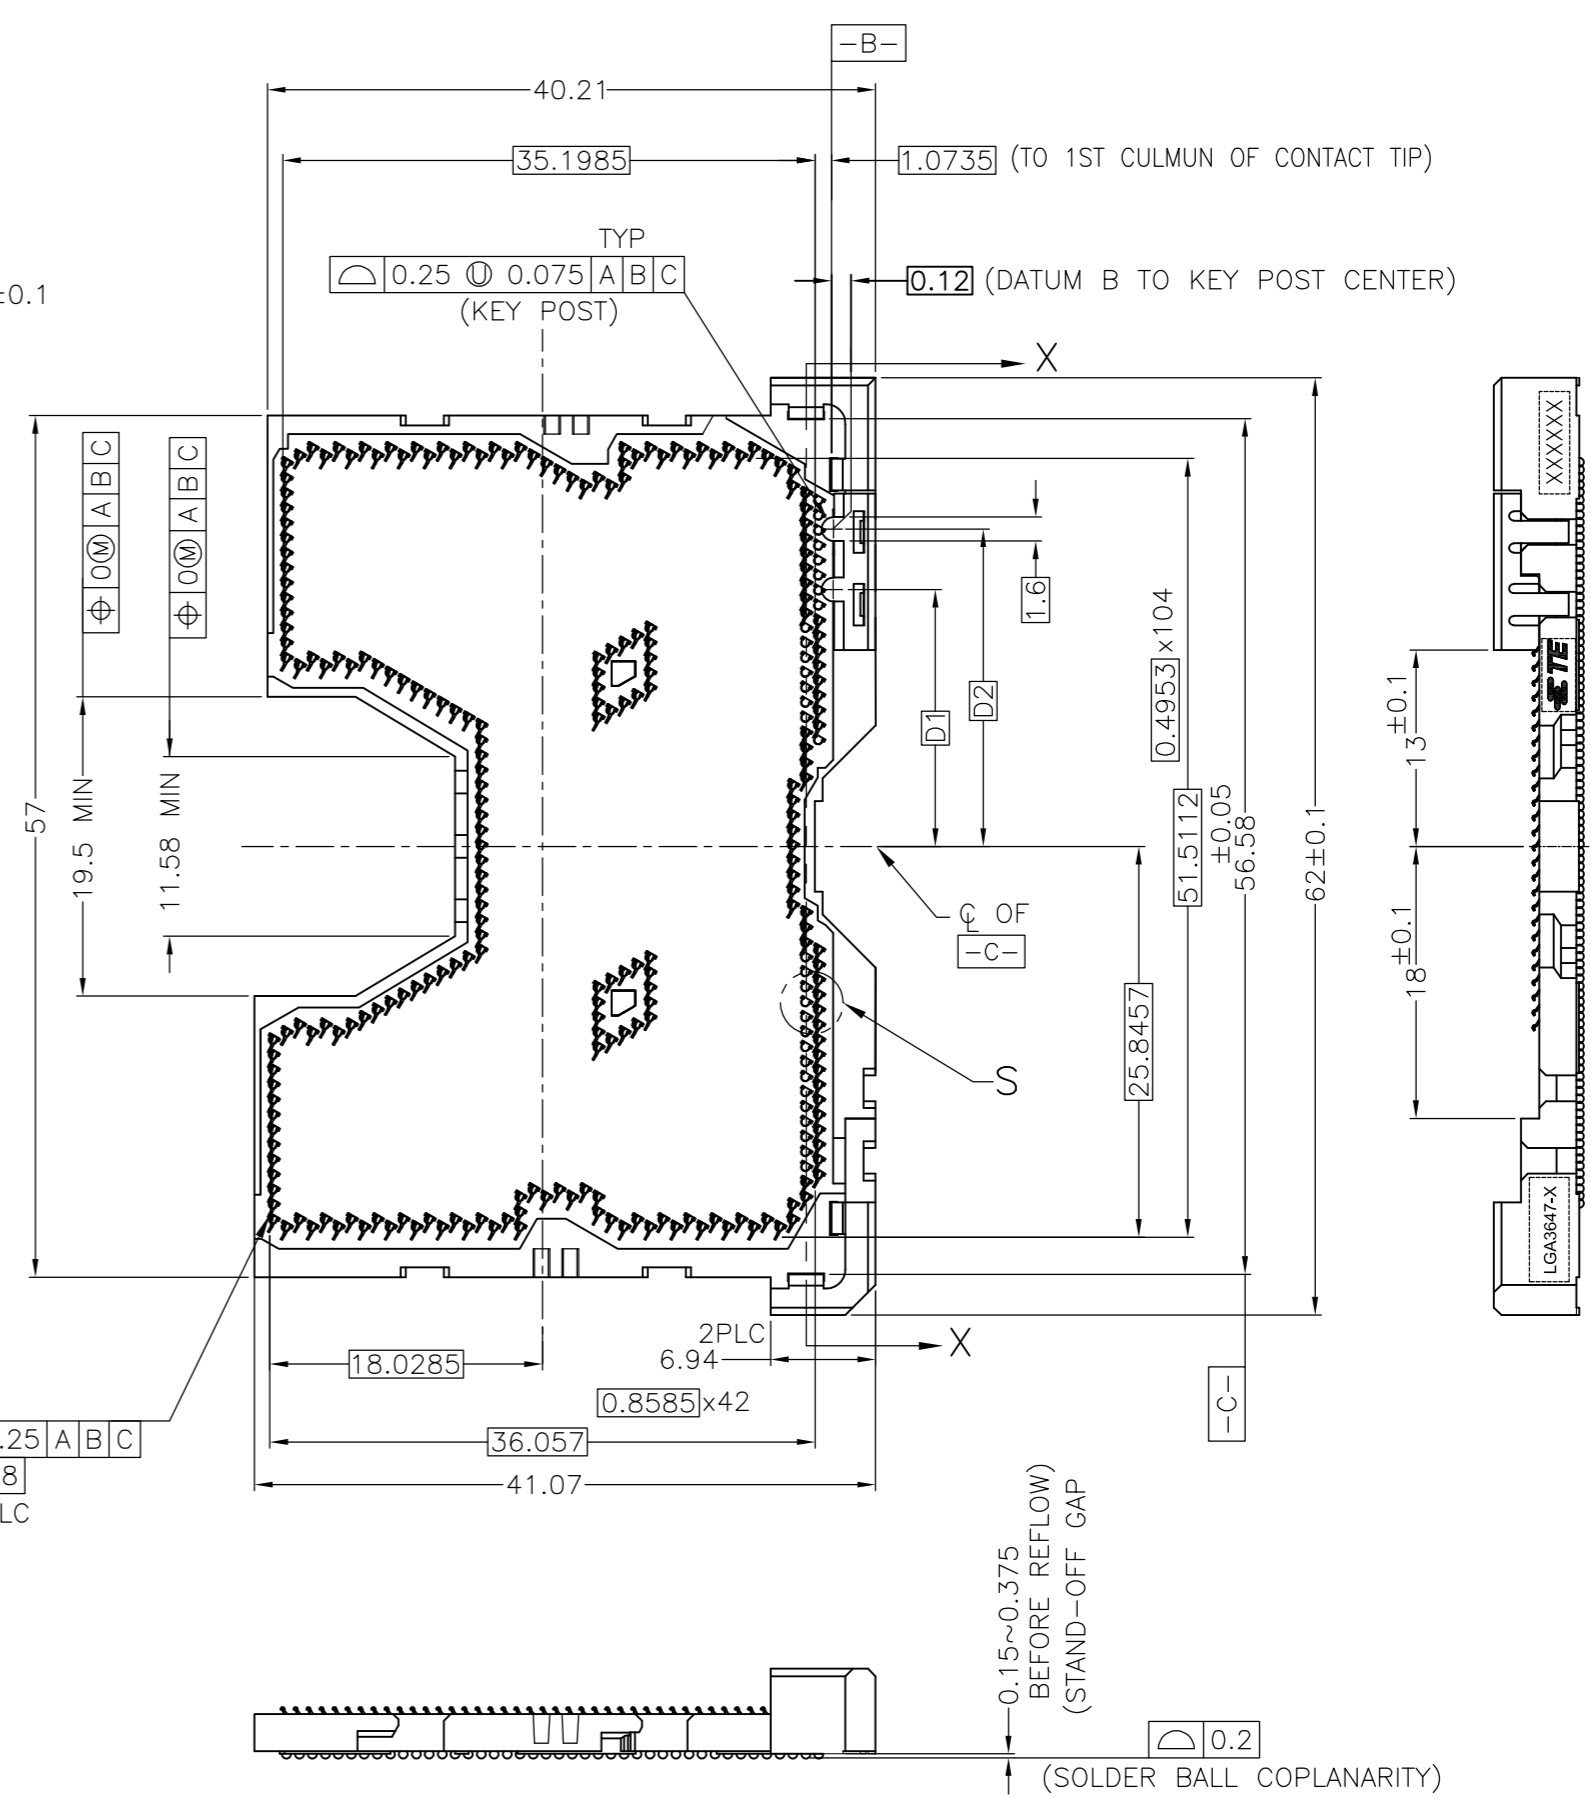 -B-
40.21
35.1985
1.0735 (TO 1ST CULMUN OF CONTACT TIP)
TYP
⌓ 0.25 Ⓤ 0.075 A B C
(KEY POST)
0.12 (DATUM B TO KEY POST CENTER)
±0.1
X
⌖ 0Ⓜ A B C
⌖ 0Ⓜ A B C
57
19.5 MIN
11.58 MIN
1.6
D1
D2
0.4953 x104
51.5112
±0.05
56.58
62±0.1
℄ OF
-C-
25.8457
S
XXXXXXX
TE
13±0.1
18±0.1
LGA3647-X
2PLC
6.94
X
18.0285
0.8585 x42
36.057
41.07
-C-
.25 A B C
8
LC
0.15~0.375
BEFORE REFLOW)
(STAND-OFF GAP
⌓ 0.2
(SOLDER BALL COPLANARITY)